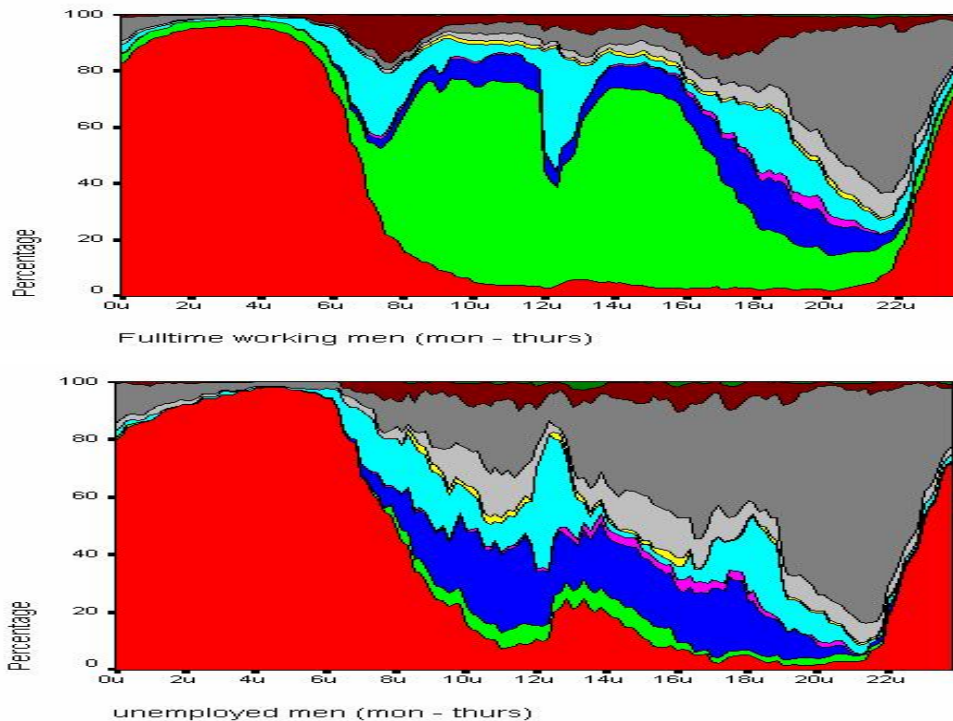 100
80
60
40
20
0
Percentage
0u 2u 4u 6u 8u 10u 12u 14u 16u 18u 20u 22u
Fulltime working men (mon - thurs)
100
80
60
40
20
0
Percentage
0u 2u 4u 6u 8u 10u 12u 14u 16u 18u 20u 22u
unemployed men (mon - thurs)